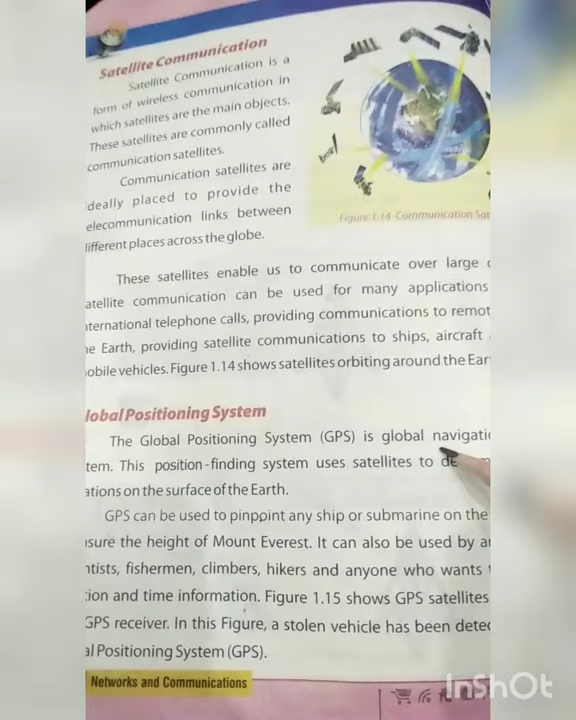 Satellite Communication
Satellite Communication is a
form of wireless communication in
which satellites are the main objects.
These satellites are commonly called
communication satellites.
Communication satellites are
deally placed to provide the
elecommunication links between
lifferent places across the globe.
Figure 1.14 Communication Sat
These satellites enable us to communicate over large
atellite communication can be used for many applications
nternational telephone calls, providing communications to remot
he Earth, providing satellite communications to ships, aircraft
obile vehicles. Figure 1.14 shows satellites orbiting around the Ear
lobal Positioning System
The Global Positioning System (GPS) is global navigatio
tem. This position-finding system uses satellites to
ations on the surface of the Earth.
GPS can be used to pinpoint any ship or submarine on the
asure the height of Mount Everest. It can also be used by
ntists, fishermen, climbers, hikers and anyone who wants
tion and time information. Figure 1.15 shows GPS satellites
GPS receiver. In this Figure, a stolen vehicle has been detec
al Positioning System (GPS).
Networks and Communications
InShOt